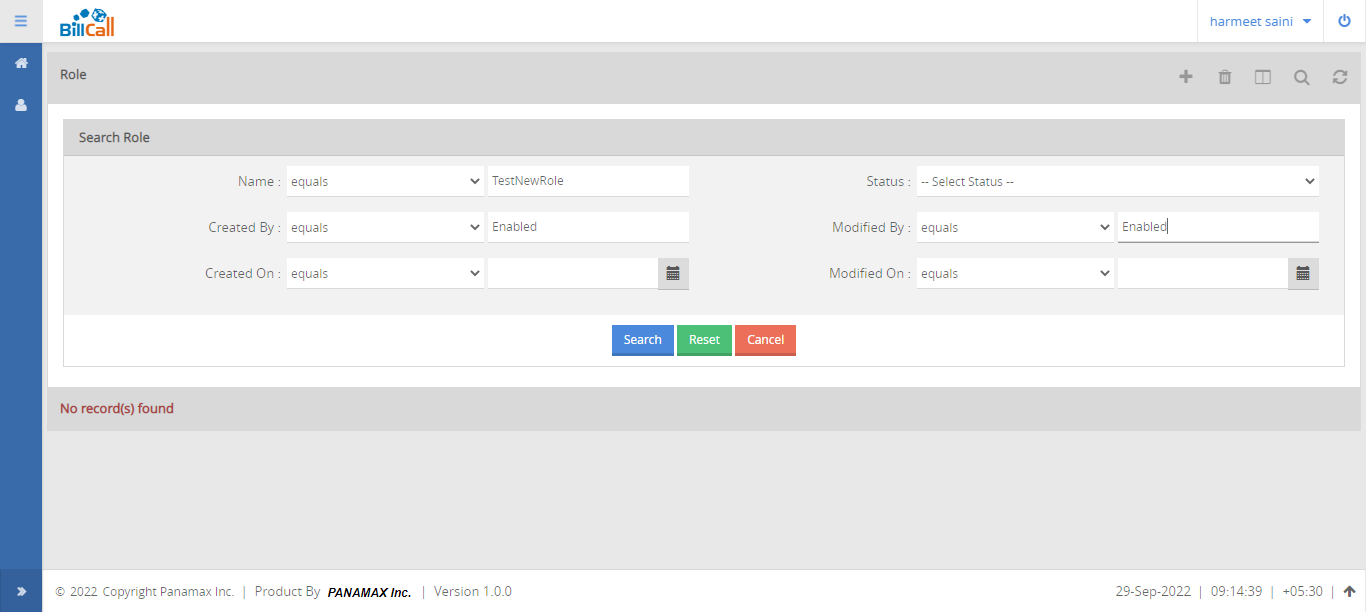 BillCall
harmeet saini
Role
Search Role
Name : equals TestNewRole Status : -- Select Status --
Created By : equals Enabled Modified By : equals Enabled
Created On : equals Modified On : equals
Search Reset Cancel
No record(s) found
© 2022 Copyright Panamax Inc. | Product By PANAMAX Inc. | Version 1.0.0 29-Sep-2022 | 09:14:39 | +05:30 |